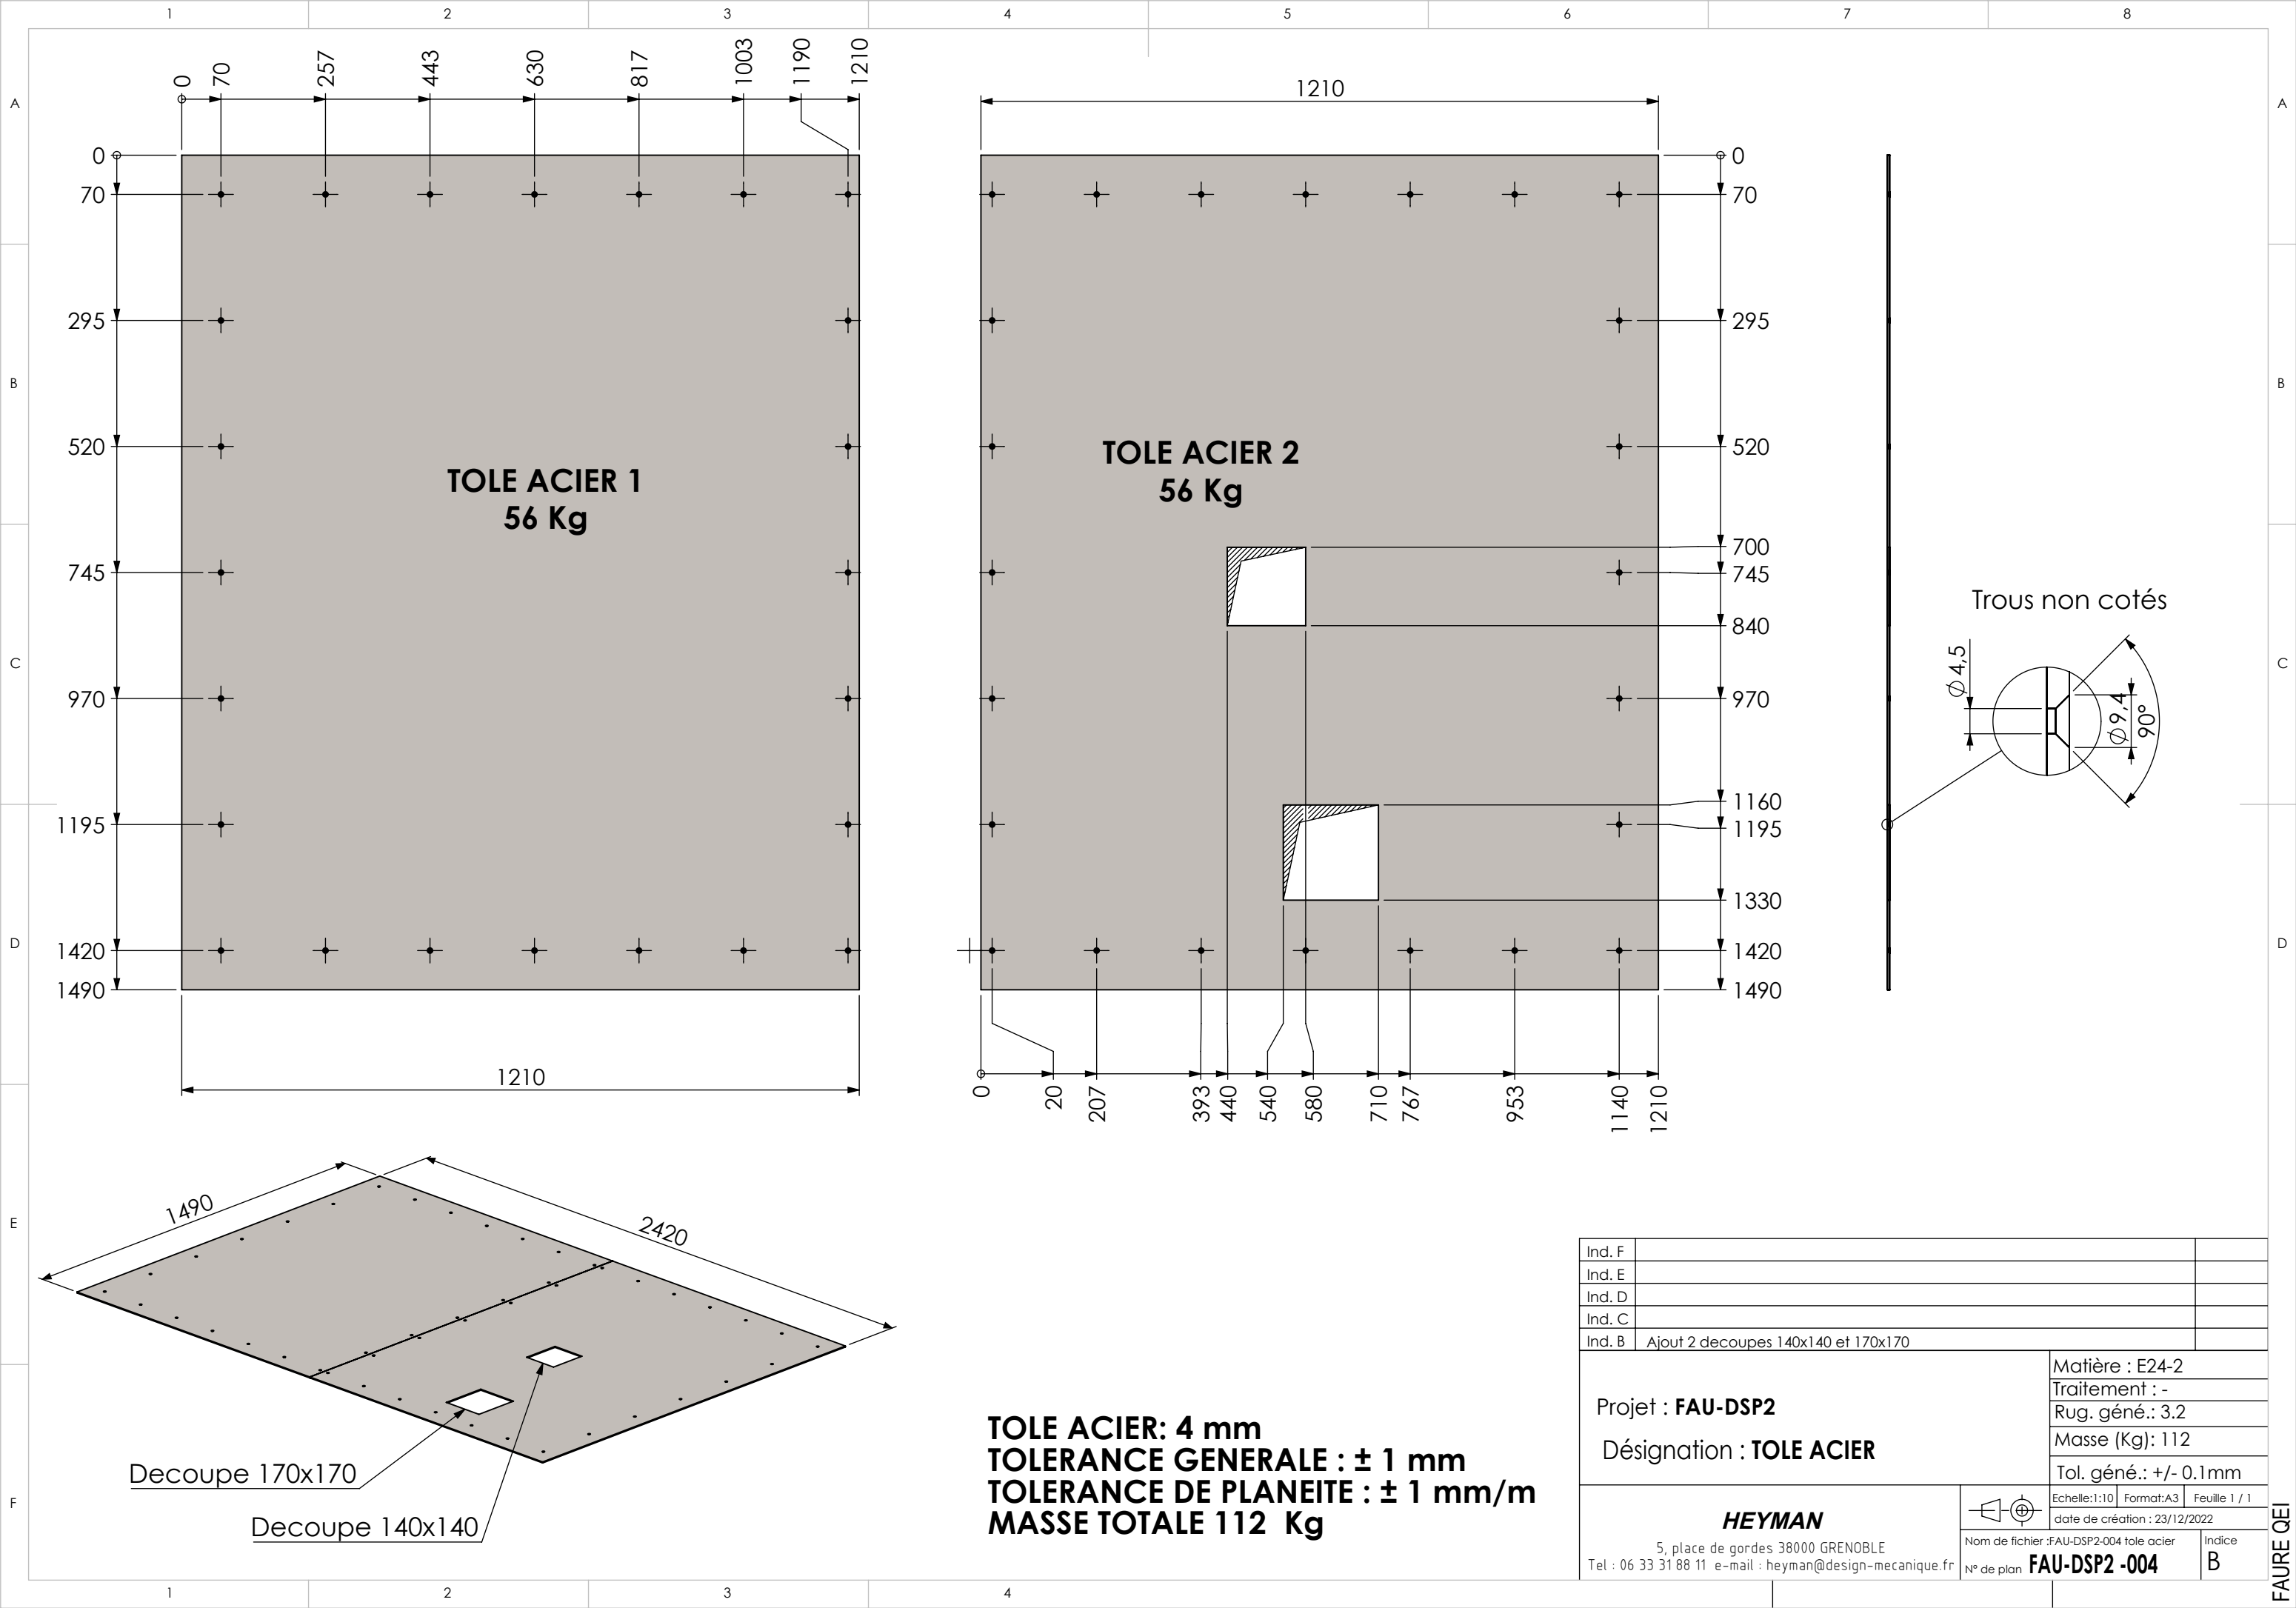 1 2 3 4 5 6 7 8
A A
B B
C C
D D
E
F
0 70 257 443 630 817 1003 1190 1210
0
70
295
520
745
970
1195
1420
1490
TOLE ACIER 1
56 Kg
1210
1210
TOLE ACIER 2
56 Kg
0
70
295
520
700
745
840
970
1160
1195
1330
1420
1490
0 20 207 393 440 540 580 710 767 953 1140 1210
Trous non cotés
Ø4,5
Ø9,4
90°
1490
2420
Decoupe 170x170
Decoupe 140x140
TOLE ACIER: 4 mm
TOLERANCE GENERALE : ± 1 mm
TOLERANCE DE PLANEITE : ± 1 mm/m
MASSE TOTALE 112 Kg
Ind. F
Ind. E
Ind. D
Ind. C
Ind. B Ajout 2 decoupes 140x140 et 170x170
Projet : FAU-DSP2
Désignation : TOLE ACIER
Matière : E24-2
Traitement : -
Rug. géné.: 3.2
Masse (Kg): 112
Tol. géné.: +/- 0.1mm
HEYMAN
5, place de gordes 38000 GRENOBLE
Tel : 06 33 31 88 11 e-mail : heyman@design-mecanique.fr
Echelle:1:10 Format:A3 Feuille 1 / 1
date de création : 23/12/2022
Nom de fichier :FAU-DSP2-004 tole acier
N° de plan FAU-DSP2 -004
Indice
B
FAURE QEI
1 2 3 4